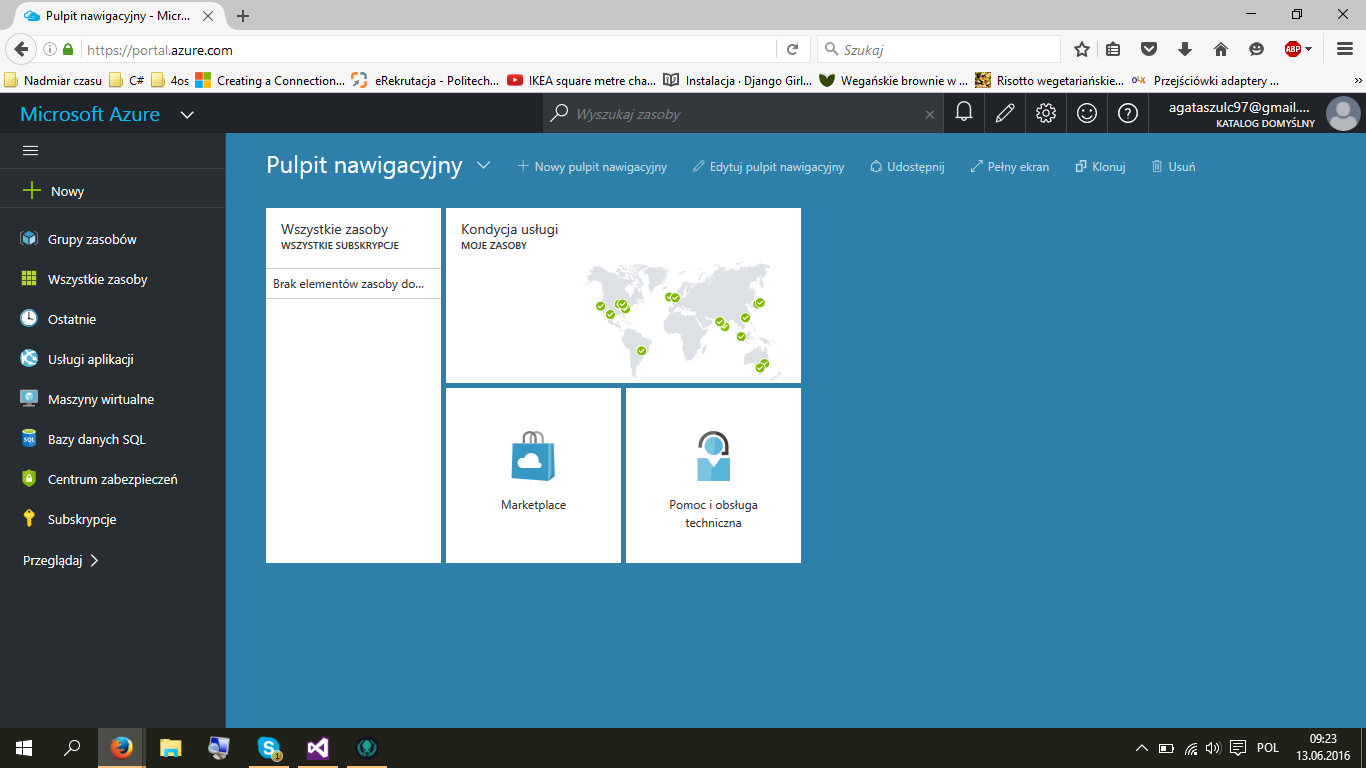 Pulpit nawigacyjny - Micr...
https://portal.azure.com
Szukaj
ABP
Nadmiar czasu
C#
4os
Creating a Connection...
eRekrutacja - Politech...
IKEA square metre cha...
Instalacja · Django Girl...
Wegańskie brownie w ...
Risotto wegetariańskie...
Przejściówki adaptery ...
Microsoft Azure
Wyszukaj zasoby
agataszulc97@gmail....
KATALOG DOMYŚLNY
Pulpit nawigacyjny
Nowy pulpit nawigacyjny
Edytuj pulpit nawigacyjny
Udostępnij
Pełny ekran
Klonuj
Usuń
Nowy
Grupy zasobów
Wszystkie zasoby
Ostatnie
Usługi aplikacji
Maszyny wirtualne
SQL
Bazy danych SQL
Centrum zabezpieczeń
Subskrypcje
Przeglądaj
Wszystkie zasoby
WSZYSTKIE SUBSKRYPCJE
Brak elementów zasoby do...
Kondycja usługi
MOJE ZASOBY
Marketplace
Pomoc i obsługa
techniczna
1
POL
09:23
13.06.2016